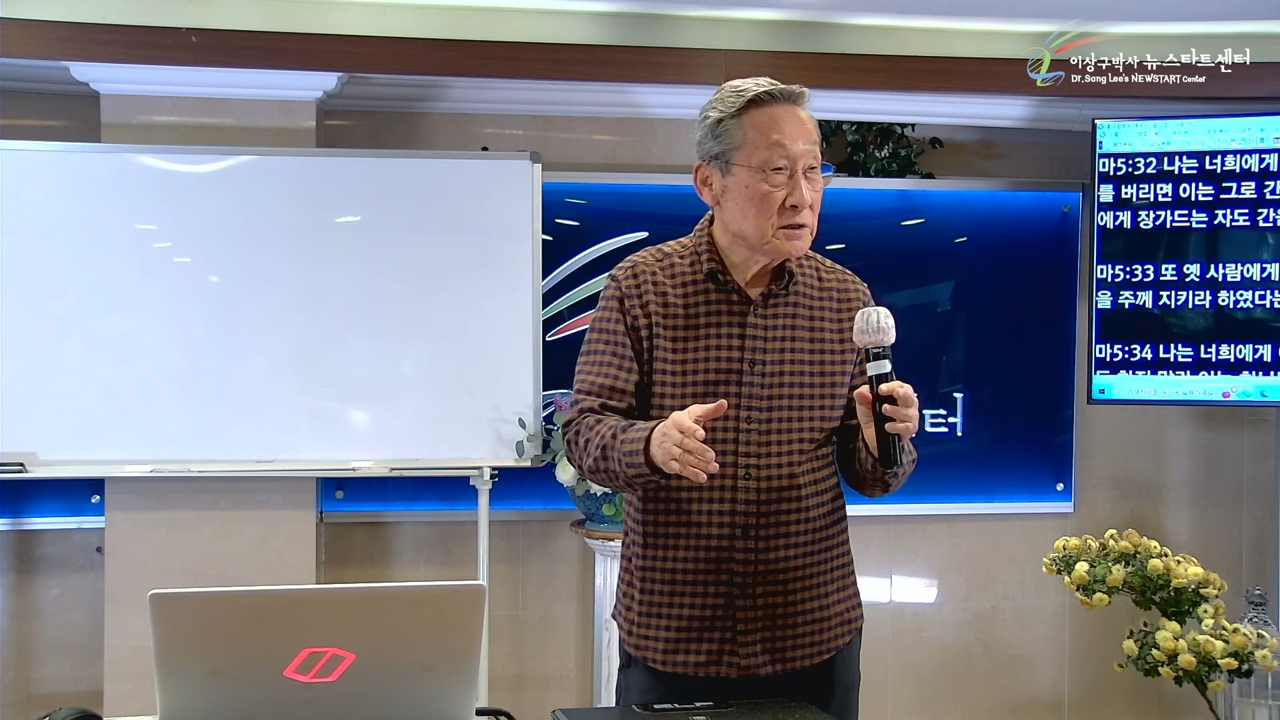 이상구박사 뉴스타트센터
Dr. Sang Lee's NEWSTART Center
마5:32 나는 너희에게
를 버리면 이는 그로 간
에게 장가드는 자도 간음
마5:33 또 옛 사람에게
을 주께 지키라 하였다는
마5:34 나는 너희에게
터